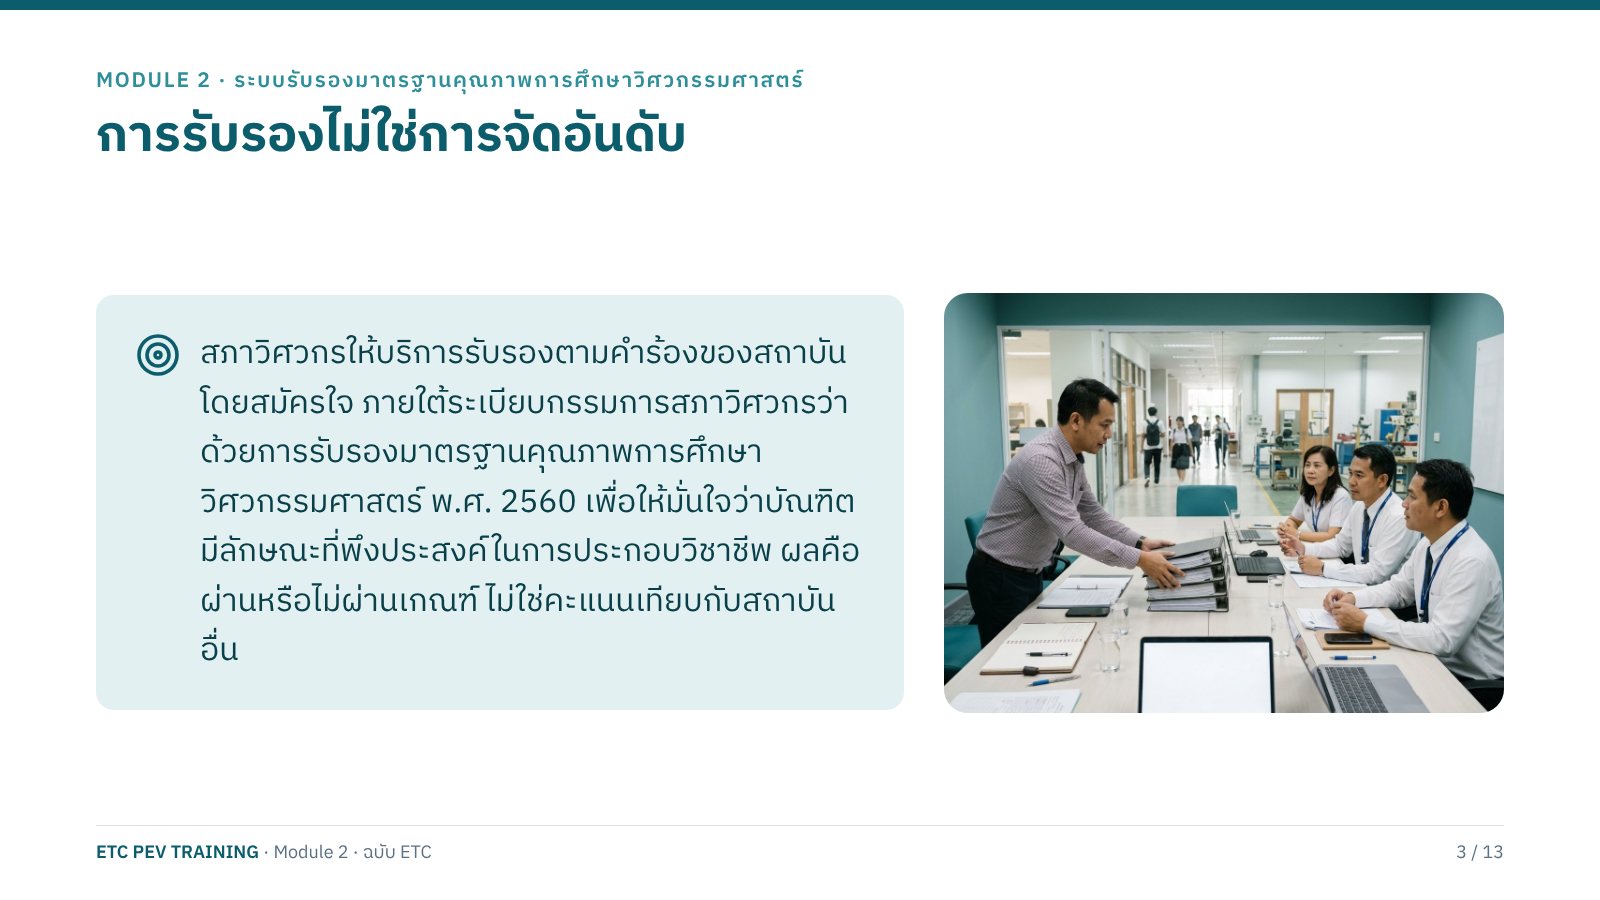 MODULE 2 · ระบบรับรองมาตรฐานคุณภาพการศึกษาวิศวกรรมศาสตร์
การรับรองไม่ใช่การจัดอันดับ
สภาวิศวกรให้บริการรับรองตามคำร้องของสถาบัน
โดยสมัครใจ ภายใต้ระเบียบกรรมการสภาวิศวกรว่า
ด้วยการรับรองมาตรฐานคุณภาพการศึกษา
วิศวกรรมศาสตร์ พ.ศ. 2560 เพื่อให้มั่นใจว่าบัณฑิต
มีลักษณะที่พึงประสงค์ในการประกอบวิชาชีพ ผลคือ
ผ่านหรือไม่ผ่านเกณฑ์ ไม่ใช่คะแนนเทียบกับสถาบัน
อื่น
ETC PEV TRAINING · Module 2 · ฉบับ ETC
3 / 13